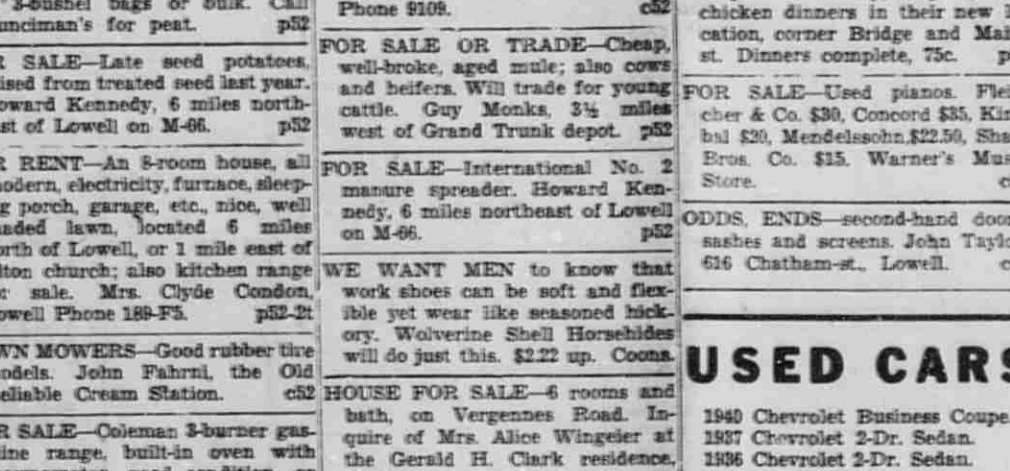 3-bushel bags or bulk. Call
unciman's for peat. p52
R SALE—Late seed potatoes,
ised from treated seed last year.
oward Kennedy, 6 miles north-
st of Lowell on M-66. p52
R RENT—An 8-room house, all
odern, electricity, furnace, sleep-
g porch, garage, etc., nice, well
aded lawn, located 6 miles
orth of Lowell, or 1 mile east of
lton church; also kitchen range
r sale. Mrs. Clyde Condon,
owell Phone 189-F5. p52-2t
WN MOWERS—Good rubber tire
odels. John Fahrni, the Old
eliable Cream Station. c52
R SALE—Coleman 3-burner gas-
line range, built-in oven with
Phone 9109. c52
FOR SALE OR TRADE—Cheap,
well-broke, aged mule; also cows
and heifers. Will trade for young
cattle. Guy Monks, 3½ miles
west of Grand Trunk depot. p52
FOR SALE—International No. 2
manure spreader. Howard Ken-
nedy, 6 miles northeast of Lowell
on M-66. p52
WE WANT MEN to know that
work shoes can be soft and flex-
ible yet wear like seasoned hick-
ory. Wolverine Shell Horsehides
will do just this. $2.22 up. Coons.
HOUSE FOR SALE—6 rooms and
bath, on Vergennes Road. In-
quire of Mrs. Alice Wingeier at
the Gerald H. Clark residence,
chicken dinners in their new l
cation, corner Bridge and Mai
st. Dinners complete, 75c. p
FOR SALE—Used pianos. Flei
cher & Co. $30, Concord $35, Kim
bal $20, Mendelssohn $22.50, Sha
Bros. Co. $15. Warner's Mus
Store. c
ODDS, ENDS—second-hand door
sashes and screens. John Taylo
616 Chatham-st., Lowell. c
USED CARS
1940 Chevrolet Business Coupe
1937 Chevrolet 2-Dr. Sedan.
1936 Chevrolet 2-Dr. Sedan.